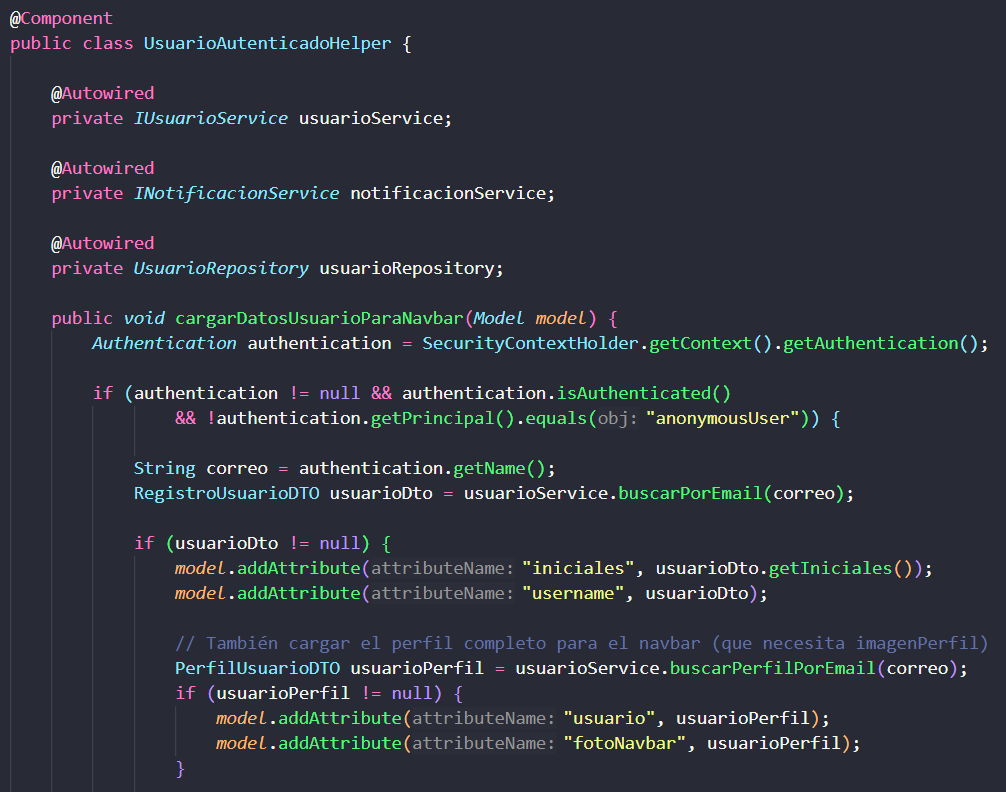 @Component
public class UsuarioAutenticadoHelper {
@Autowired
private IUsuarioService usuarioService;
@Autowired
private INotificacionService notificacionService;
@Autowired
private UsuarioRepository usuarioRepository;
public void cargarDatosUsuarioParaNavbar(Model model) {
Authentication authentication = SecurityContextHolder.getContext().getAuthentication();
if (authentication != null && authentication.isAuthenticated()
&& !authentication.getPrincipal().equals(obj: "anonymousUser")) {
String correo = authentication.getName();
RegistroUsuarioDTO usuarioDto = usuarioService.buscarPorEmail(correo);
if (usuarioDto != null) {
model.addAttribute(attributeName: "iniciales", usuarioDto.getIniciales());
model.addAttribute(attributeName: "username", usuarioDto);
// También cargar el perfil completo para el navbar (que necesita imagenPerfil)
PerfilUsuarioDTO usuarioPerfil = usuarioService.buscarPerfilPorEmail(correo);
if (usuarioPerfil != null) {
model.addAttribute(attributeName: "usuario", usuarioPerfil);
model.addAttribute(attributeName: "fotoNavbar", usuarioPerfil);
}